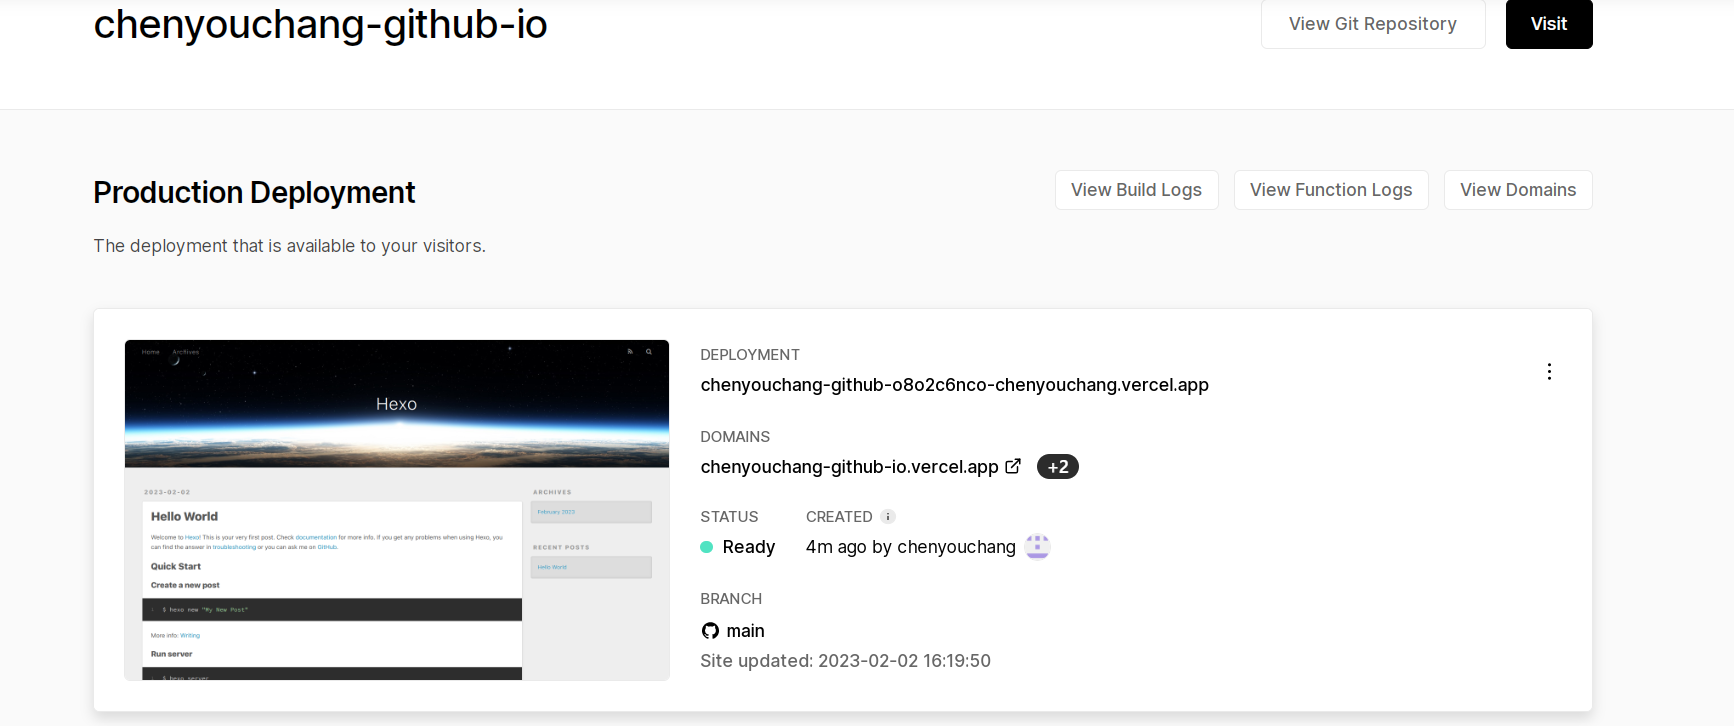 chenyouchang-github-io
View Git Repository
Visit
Production Deployment
View Build Logs
View Function Logs
View Domains
The deployment that is available to your visitors.
Home
Archives
Hexo
2023-02-02
Hello World
Welcome to Hexo! This is your very first post. Check documentation for more info. If you get any problems when using Hexo, you
can find the answer in troubleshooting or you can ask me on GitHub.
Quick Start
Create a new post
1 $ hexo new "My New Post"
More info: Writing
Run server
1 $ hexo server
ARCHIVES
February 2023
RECENT POSTS
Hello World
DEPLOYMENT
chenyouchang-github-o8o2c6nco-chenyouchang.vercel.app
DOMAINS
chenyouchang-github-io.vercel.app
+2
STATUS
CREATED
Ready
4m ago by chenyouchang
BRANCH
main
Site updated: 2023-02-02 16:19:50